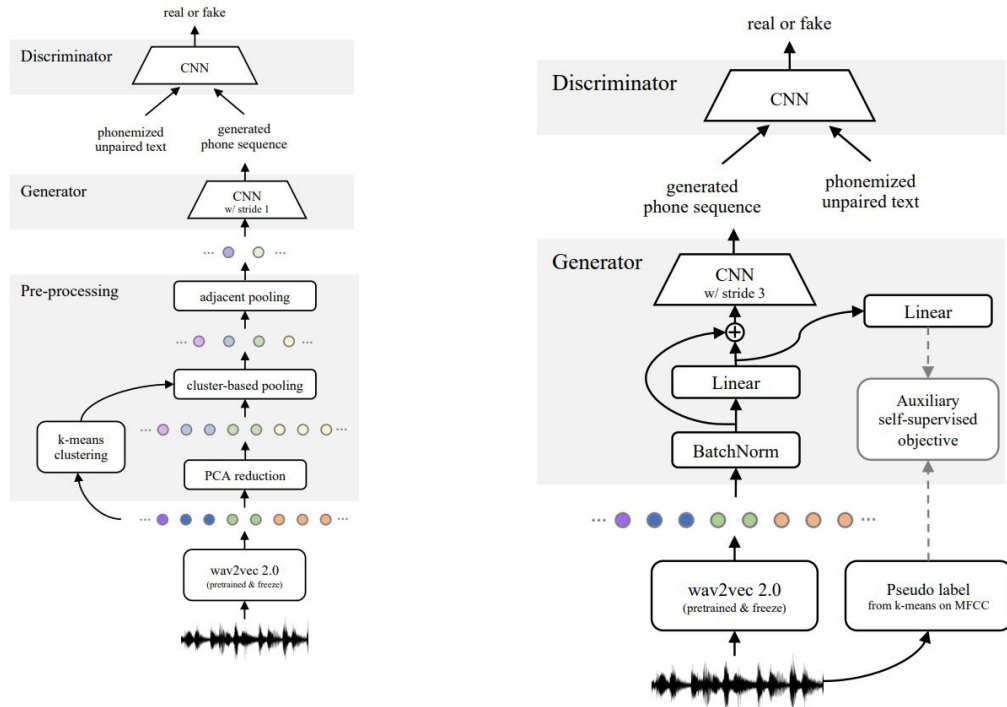 real or fake
Discriminator
CNN
phonemized
unpaired text
generated
phone sequence
Generator
CNN
w/ stride 1
... ...
Pre-processing
adjacent pooling
... ...
cluster-based pooling
k-means
clustering
... ...
PCA reduction
... ...
wav2vec 2.0
(pretrained & freeze)
real or fake
Discriminator
CNN
generated
phone sequence
phonemized
unpaired text
Generator
CNN
w/ stride 3
Linear
+
Linear
Auxiliary
self-supervised
objective
BatchNorm
... ...
wav2vec 2.0
(pretrained & freeze)
Pseudo label
from k-means on MFCC